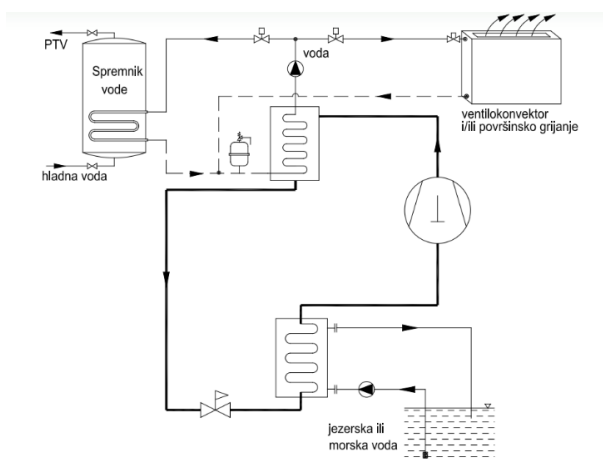 PTV
Spremnik
vode
hladna voda
voda
ventilokonvektor
i/ili površinsko grijanje
jezerska ili
morska voda